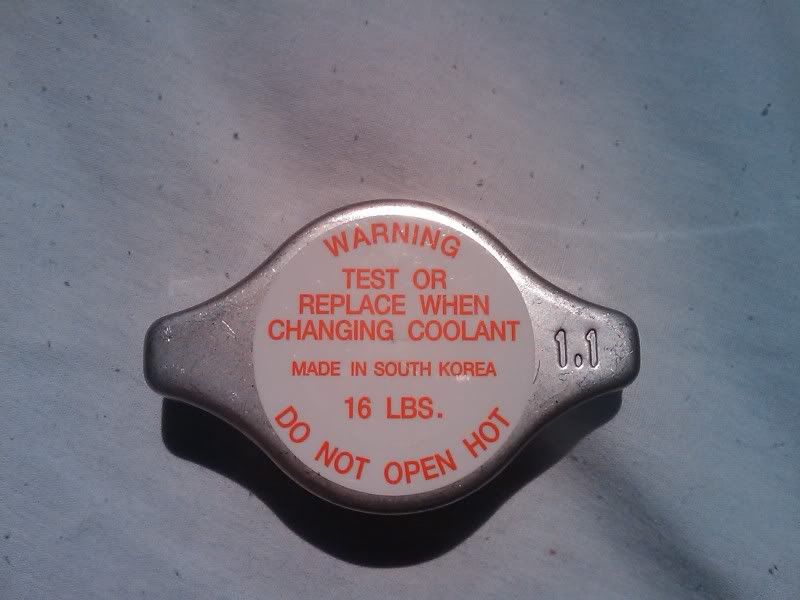 WARNING
TEST OR
REPLACE WHEN
CHANGING COOLANT
MADE IN SOUTH KOREA
16 LBS.
DO NOT OPEN HOT
1.1